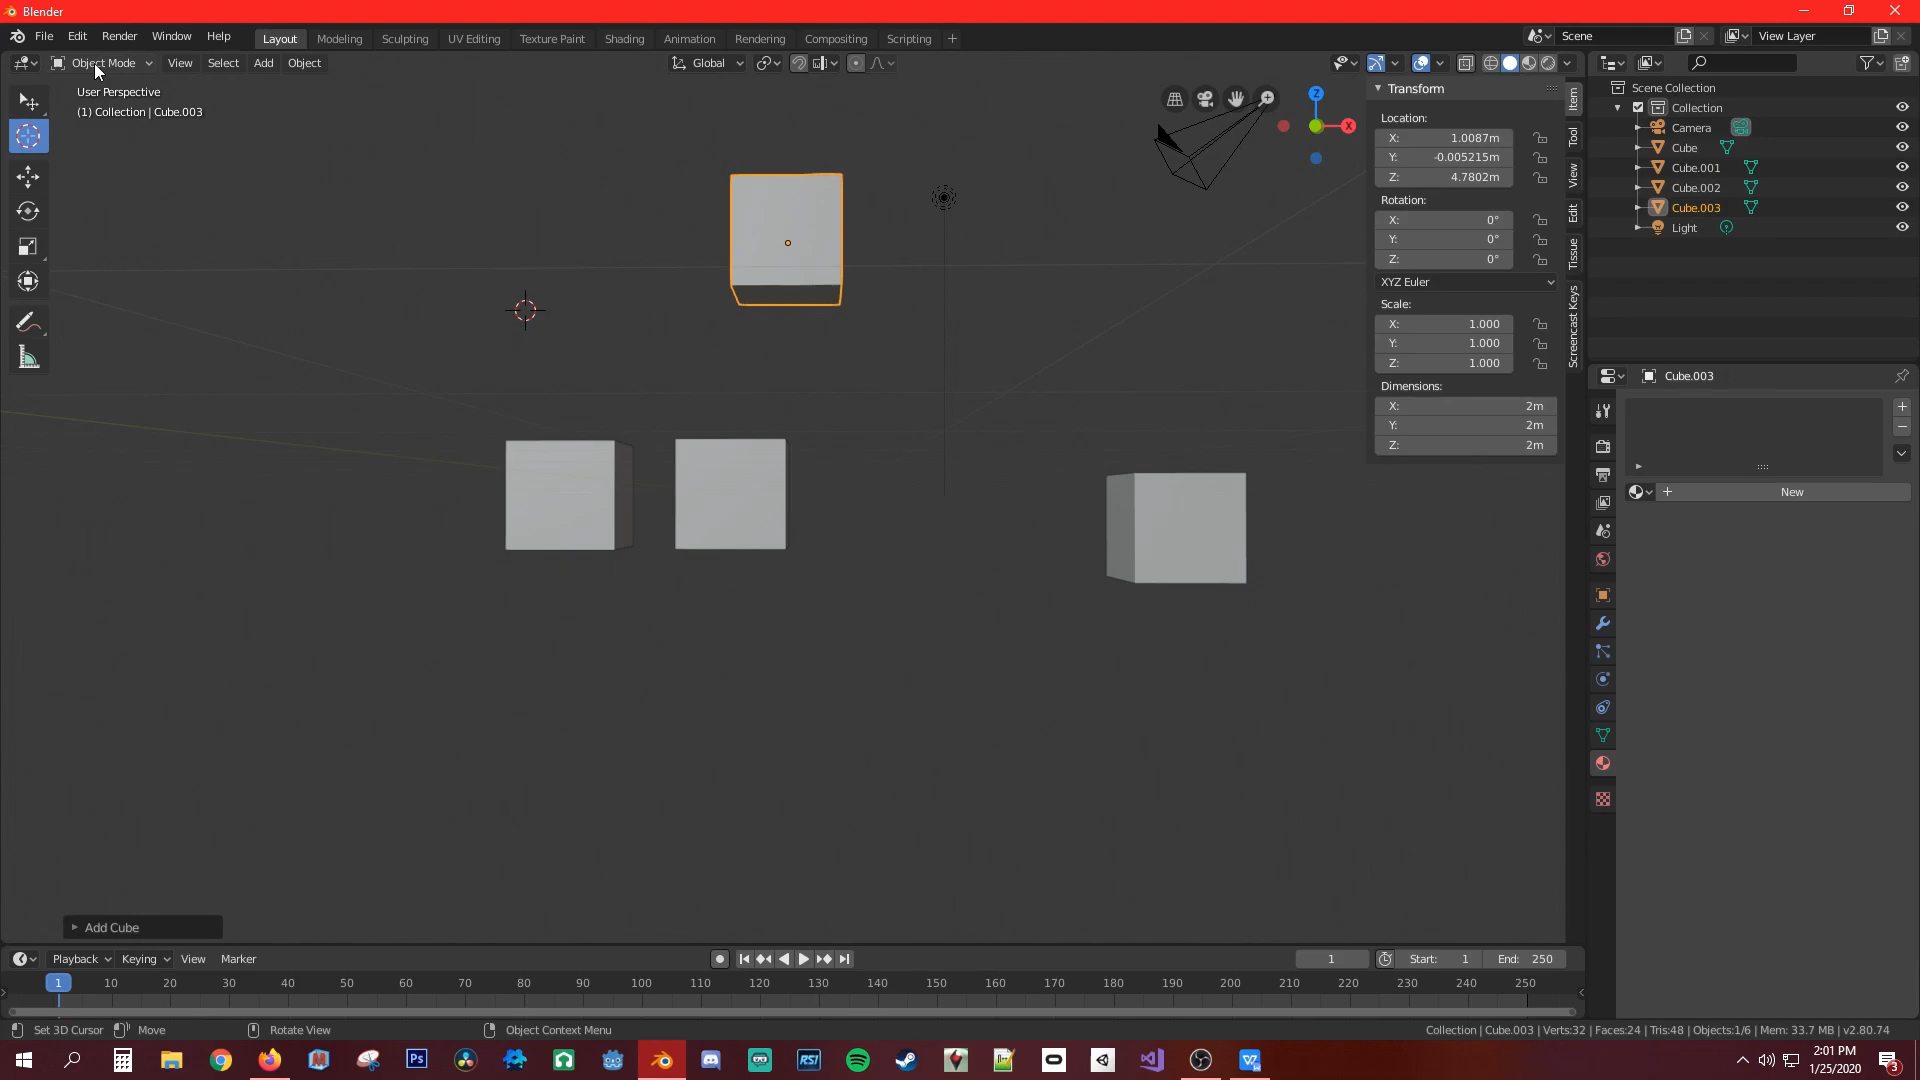 Blender
File Edit Render Window Help Layout Modeling Sculpting UV Editing Texture Paint Shading Animation Rendering Compositing Scripting + Scene View Layer
Object Mode View Select Add Object Global
User Perspective
(1) Collection | Cube.003
Z
X
Transform
Location:
X: 1.0087m
Y: -0.005215m
Z: 4.7802m
Rotation:
X: 0°
Y: 0°
Z: 0°
XYZ Euler
Scale:
X: 1.000
Y: 1.000
Z: 1.000
Dimensions:
X: 2m
Y: 2m
Z: 2m
Item
Tool
View
Edit
Tissue
Screencast Keys
Scene Collection
Collection
Camera
Cube
Cube.001
Cube.002
Cube.003
Light
Cube.003
New
Add Cube
Playback Keying View Marker 1 Start: 1 End: 250
1 10 20 30 40 50 60 70 80 90 100 110 120 130 140 150 160 170 180 190 200 210 220 230 240 250
Set 3D Cursor Move Rotate View Object Context Menu Collection | Cube.003 | Verts:32 | Faces:24 | Tris:48 | Objects:1/6 | Mem: 33.7 MB | v2.80.74
Ps RSI
2:01 PM
1/25/2020
3